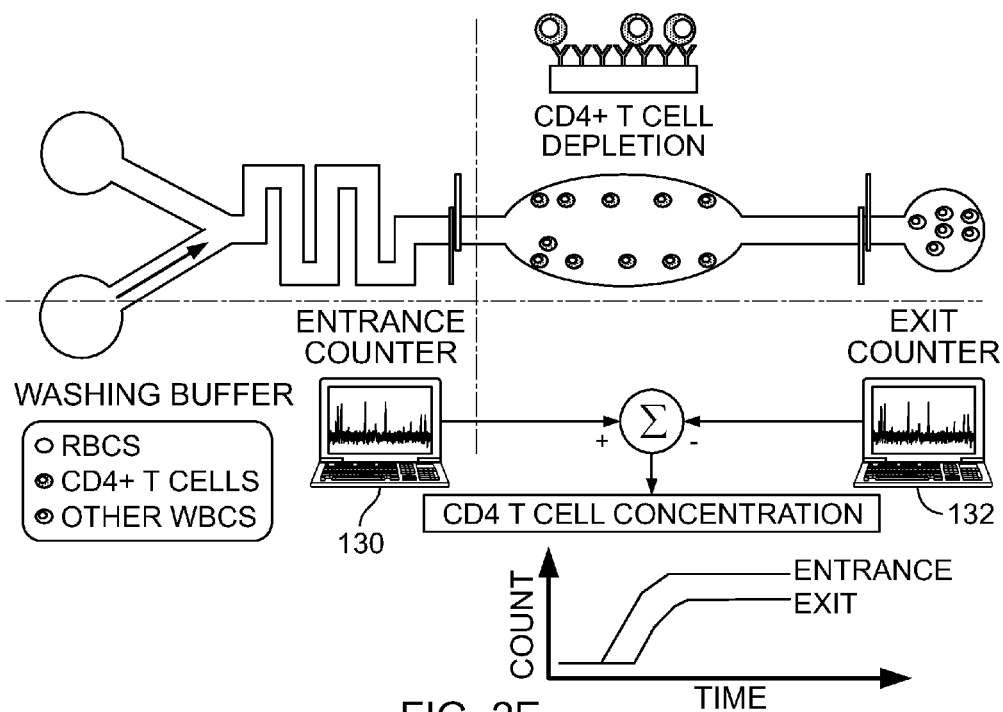 CD4+ T CELL
DEPLETION
ENTRANCE
COUNTER
EXIT
COUNTER
WASHING BUFFER
RBCS
CD4+ T CELLS
OTHER WBCS
Σ
+
-
130
132
CD4 T CELL CONCENTRATION
COUNT
ENTRANCE
EXIT
TIME